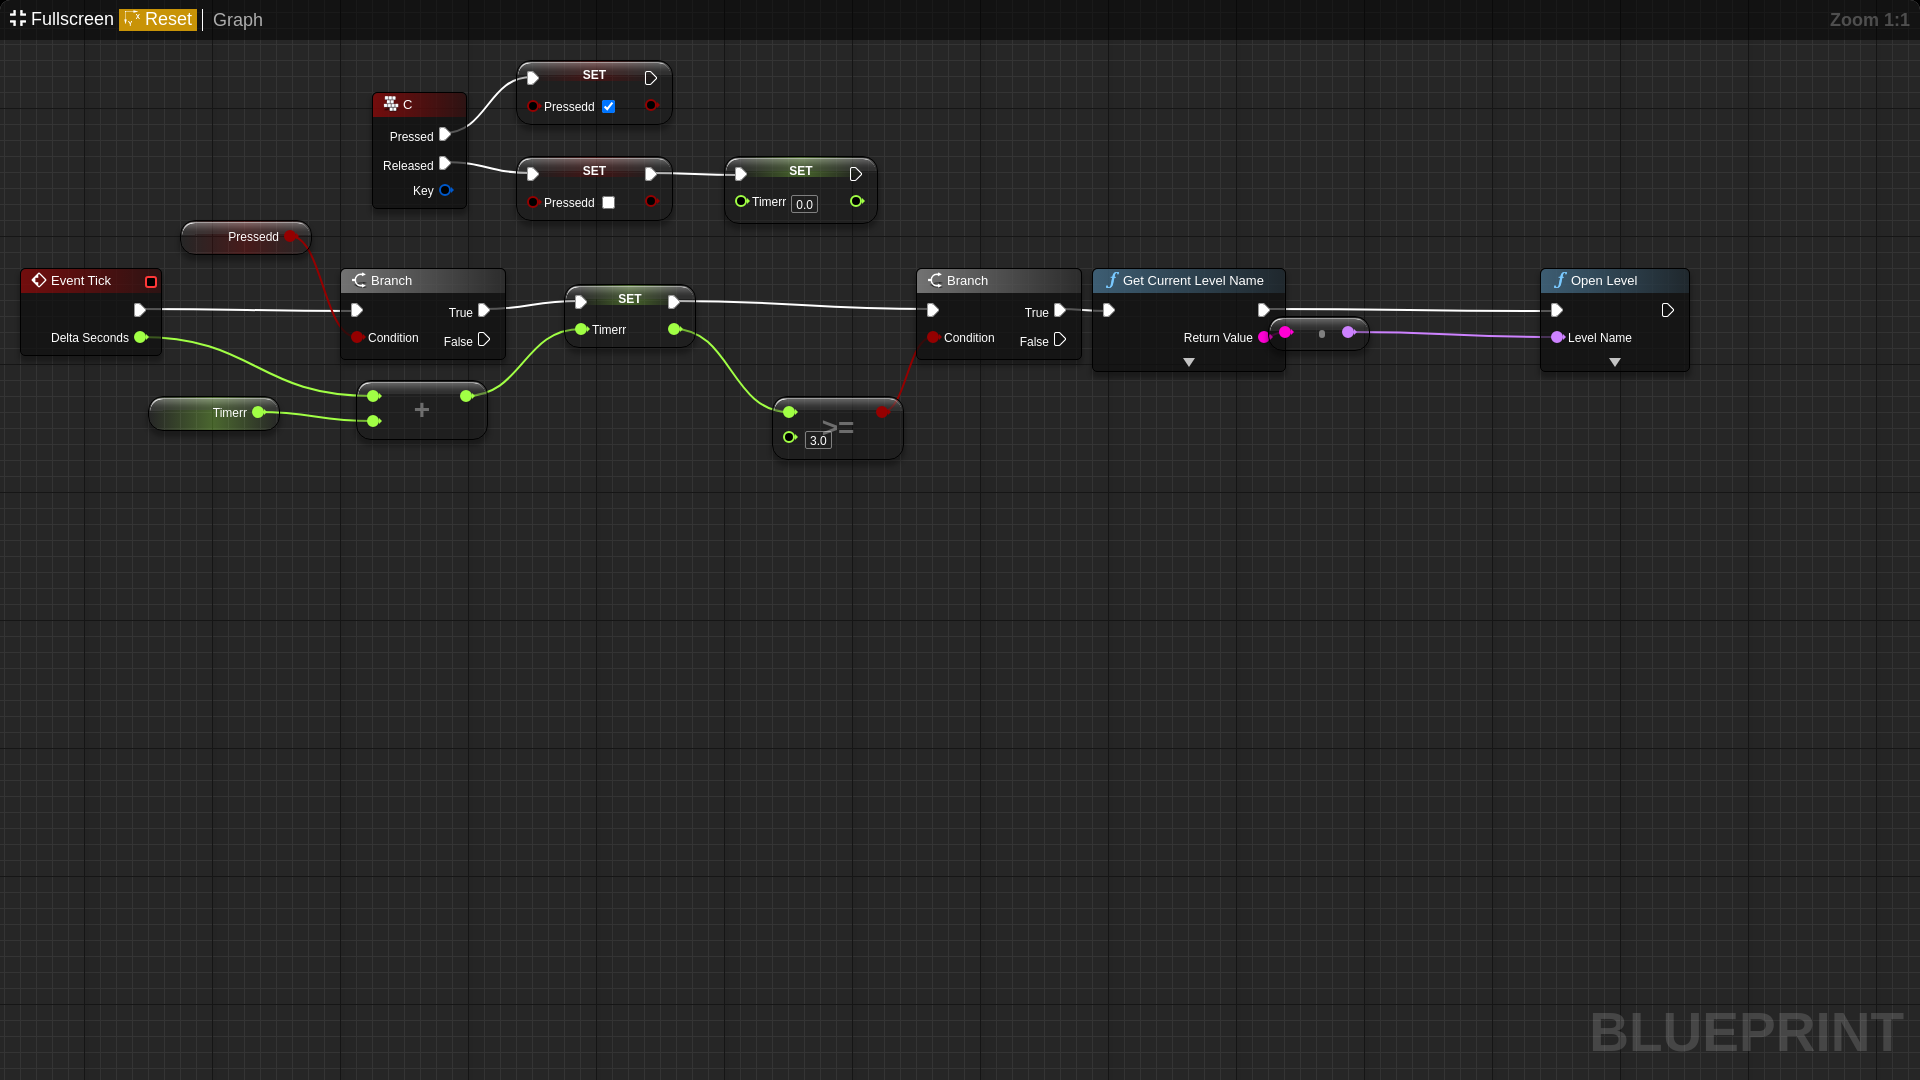 Fullscreen Reset Graph Zoom 1:1
SET
C
Pressedd
Pressed
Released
SET
Key
Pressedd
SET
Timerr 0.0
Pressedd
Event Tick
Delta Seconds
Branch
True
Condition
False
SET
Timerr
Branch
True
Condition
False
Get Current Level Name
Return Value
Open Level
Level Name
Timerr
+
>=
3.0
BLUEPRINT